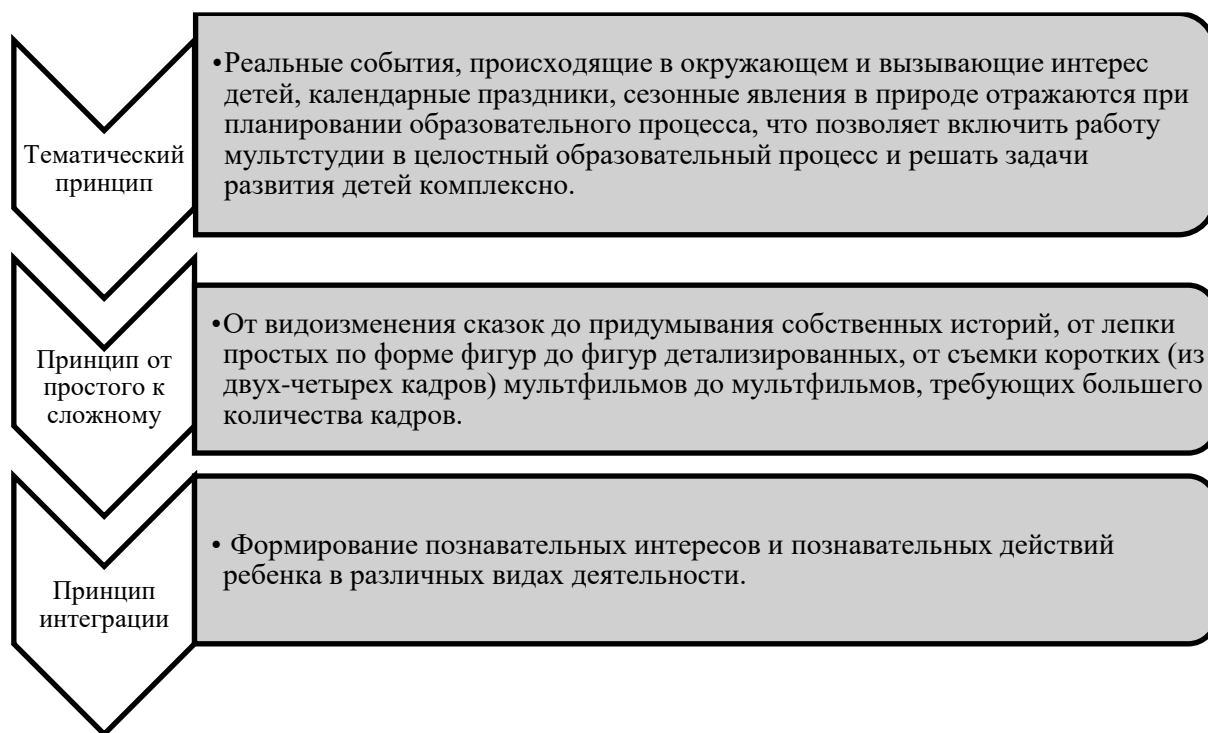 Тематический
принцип
•Реальные события, происходящие в окружающем и вызывающие интерес
детей, календарные праздники, сезонные явления в природе отражаются при
планировании образовательного процесса, что позволяет включить работу
мультстудии в целостный образовательный процесс и решать задачи
развития детей комплексно.
Принцип от
простого к
сложному
•От видоизменения сказок до придумывания собственных историй, от лепки
простых по форме фигур до фигур детализированных, от съемки коротких (из
двух-четырех кадров) мультфильмов до мультфильмов, требующих большего
количества кадров.
Принцип
интеграции
• Формирование познавательных интересов и познавательных действий
ребенка в различных видах деятельности.